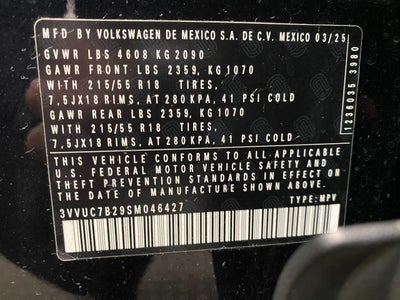 MFD BY VOLKSWAGEN DE MEXICO S.A. DE C.V. MEXICO 03/25
GVWR LBS 4608 KG 2090
GAWR FRONT LBS 2359, KG 1070
WITH 215/55 R18 TIRES,
7.5JX18 RIMS, AT 280KPA, 41 PSI COLD
GAWR REAR LBS 2359, KG 1070
WITH 215/55 R18 TIRES,
7.5JX18 RIMS, AT 280 KPA, 41 PSI COLD
THIS VEHICLE CONFORMS TO ALL APPLICABLE
U.S. FEDERAL MOTOR VEHICLE SAFETY AND
THEFT PREVENTION STANDARDS IN EFFECT ON
THE DATE OF MANUFACTURE SHOWN ABOVE.
3VVUC7B29SM046427 TYPE: MPV
1236035 3980